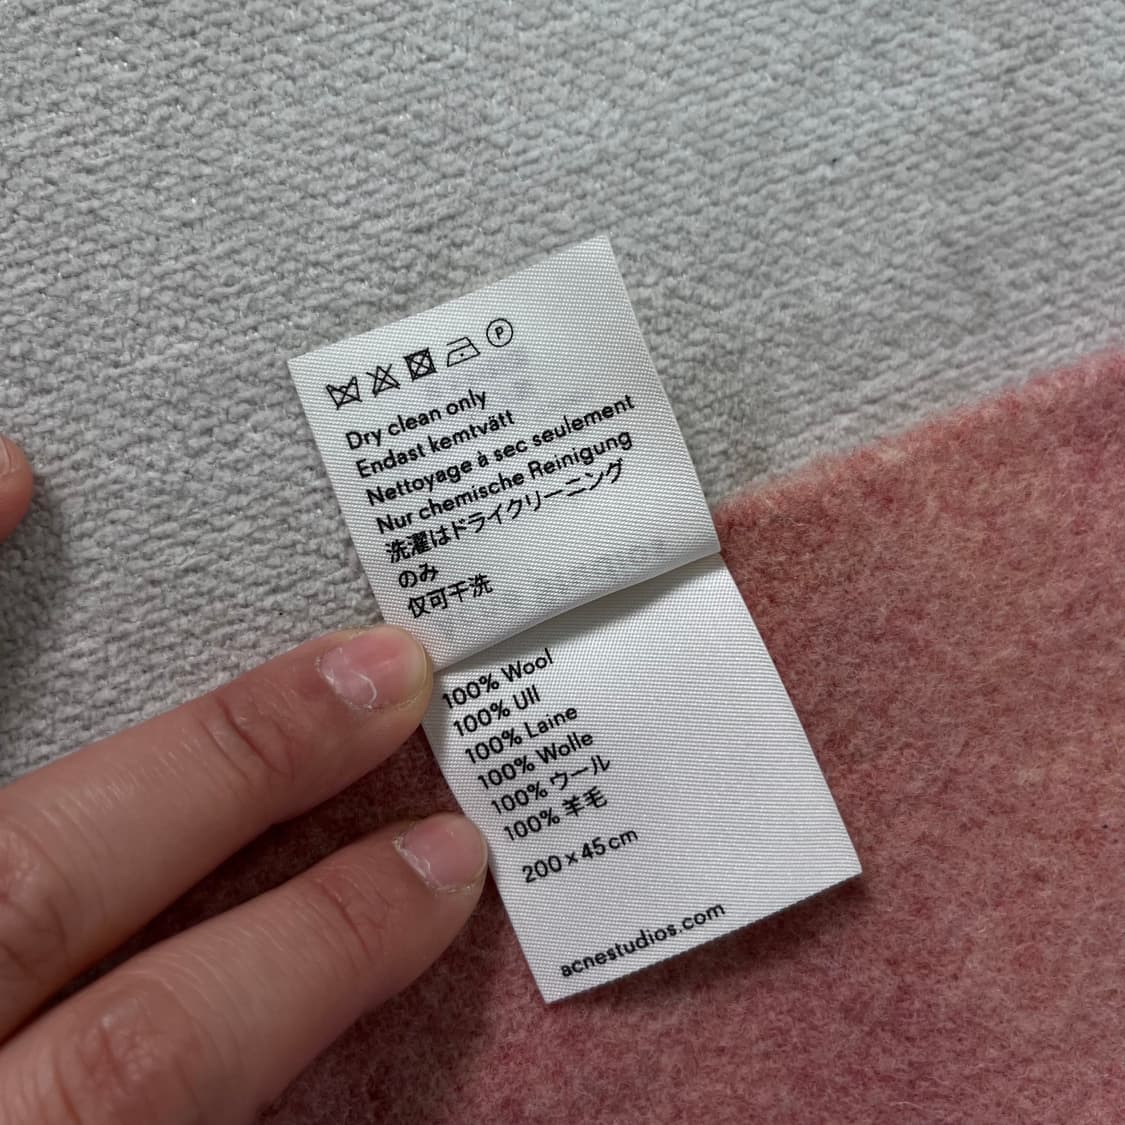 P
Dry clean only
Endast kemtvätt
Nettoyage à sec seulement
Nur chemische Reinigung
洗濯はドライクリーニング
のみ
仅可干洗
100% Wool
100% Ull
100% Laine
100% Wolle
100% ウール
100% 羊毛
200 × 45 cm
acnestudios.com